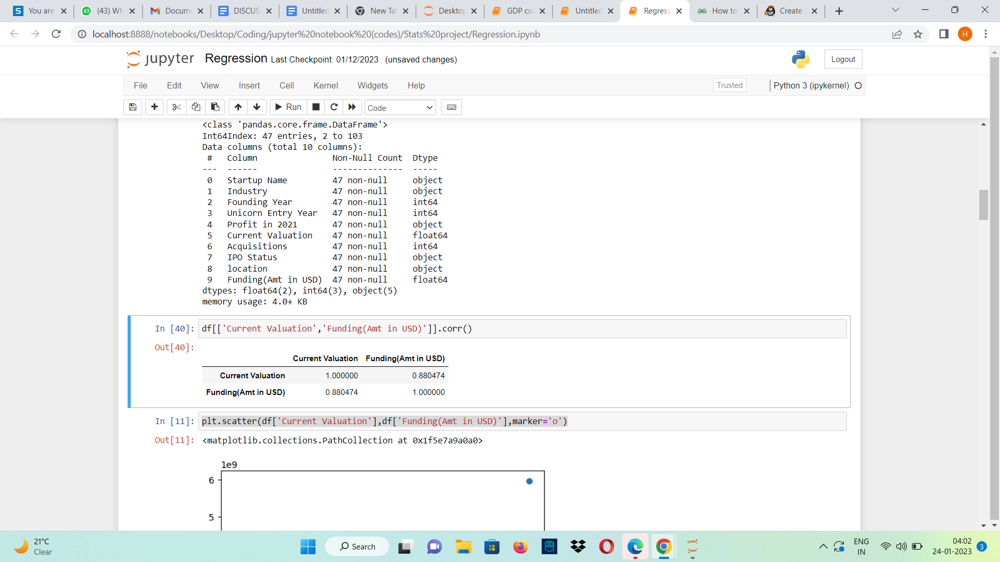 You are
(43) Wh
Docume
DISCUS
Untitled
New Tal
Desktop
GDP co
Untitled
Regress
How to
Create
localhost:8888/notebooks/Desktop/Coding/jupyter%20notebook%20(codes)/Stats%20project/Regression.ipynb
H
jupyter Regression Last Checkpoint: 01/12/2023 (unsaved changes)
Logout
File Edit View Insert Cell Kernel Widgets Help
Trusted
Python 3 (ipykernel)
Run
Code
<class 'pandas.core.frame.DataFrame'>
Int64Index: 47 entries, 2 to 103
Data columns (total 10 columns):
# Column Non-Null Count Dtype
--- ------ -------------- -----
0 Startup Name 47 non-null object
1 Industry 47 non-null object
2 Founding Year 47 non-null int64
3 Unicorn Entry Year 47 non-null int64
4 Profit in 2021 47 non-null object
5 Current Valuation 47 non-null float64
6 Acquisitions 47 non-null int64
7 IPO Status 47 non-null object
8 location 47 non-null object
9 Funding(Amt in USD) 47 non-null float64
dtypes: float64(2), int64(3), object(5)
memory usage: 4.0+ KB
In [40]: df[['Current Valuation','Funding(Amt in USD)']].corr()
Out[40]:
Current Valuation Funding(Amt in USD)
Current Valuation 1.000000 0.880474
Funding(Amt in USD) 0.880474 1.000000
In [11]: plt.scatter(df['Current Valuation'],df['Funding(Amt in USD)'],marker='o')
Out[11]: <matplotlib.collections.PathCollection at 0x1f5e7a9a0a0>
1e9
6
5
21°C
Clear
Search
ENG
IN
04:02
24-01-2023
3